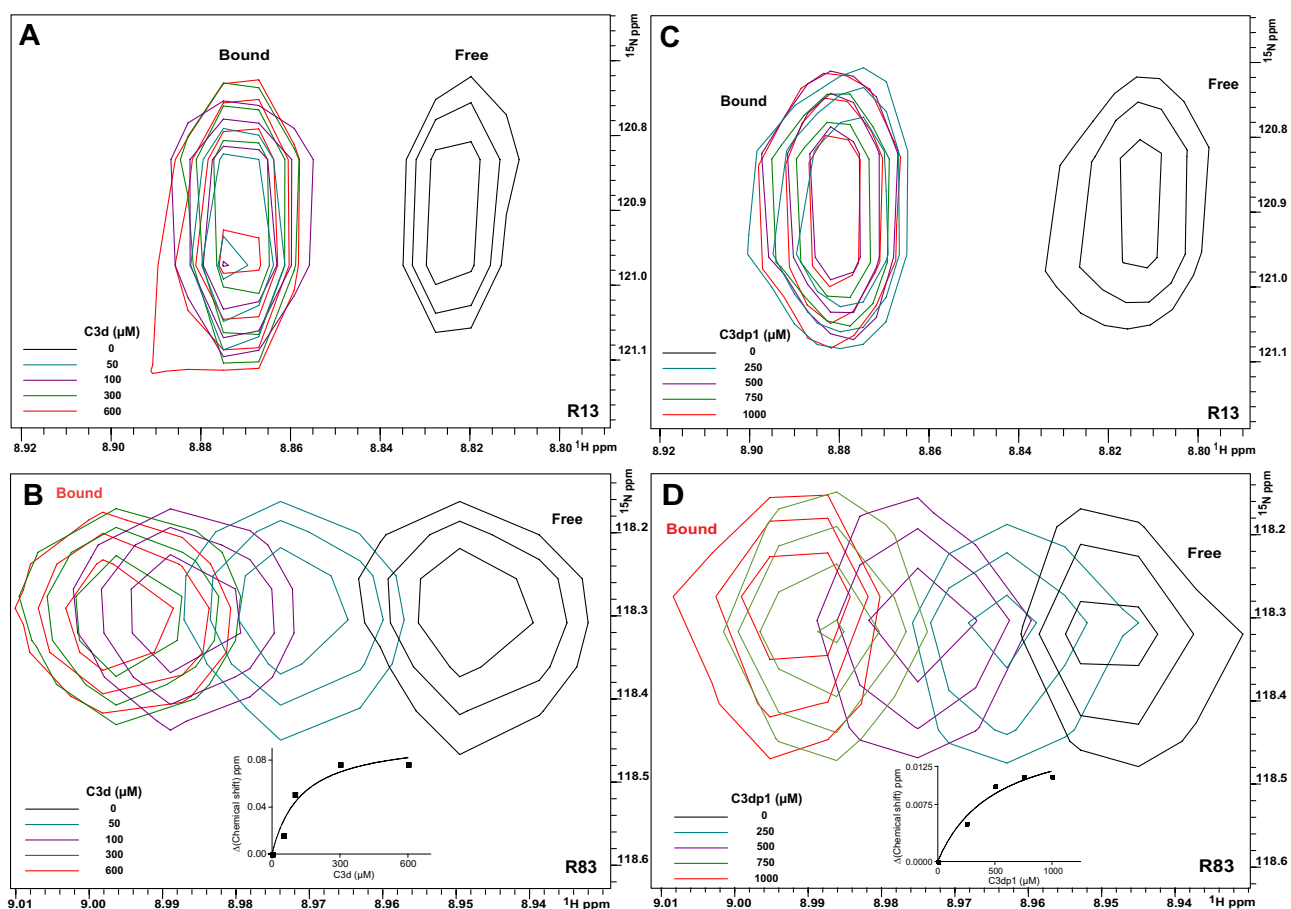 A
Bound
Free
15N ppm
120.8
120.9
121.0
121.1
C3d (µM)
0
50
100
300
600
R13
8.92
8.90
8.88
8.86
8.84
8.82
8.80
1H ppm
C
Bound
Free
15N ppm
120.8
120.9
121.0
121.1
C3dp1 (µM)
0
250
500
750
1000
R13
8.92
8.90
8.88
8.86
8.84
8.82
8.80
1H ppm
B
Bound
Free
15N ppm
118.2
118.3
118.4
118.5
118.6
C3d (µM)
0
50
100
300
600
Δ(Chemical shift) ppm
0.08
0.04
0.00
0
300
600
C3d (µM)
R83
9.01
9.00
8.99
8.98
8.97
8.96
8.95
8.94
1H ppm
D
Bound
Free
15N ppm
118.2
118.3
118.4
118.5
118.6
C3dp1 (µM)
0
250
500
750
1000
Δ(Chemical shift) ppm
0.0125
0.0075
0.0000
0
500
1000
C3dp1 (µM)
R83
9.01
9.00
8.99
8.98
8.97
8.96
8.95
8.94
1H ppm